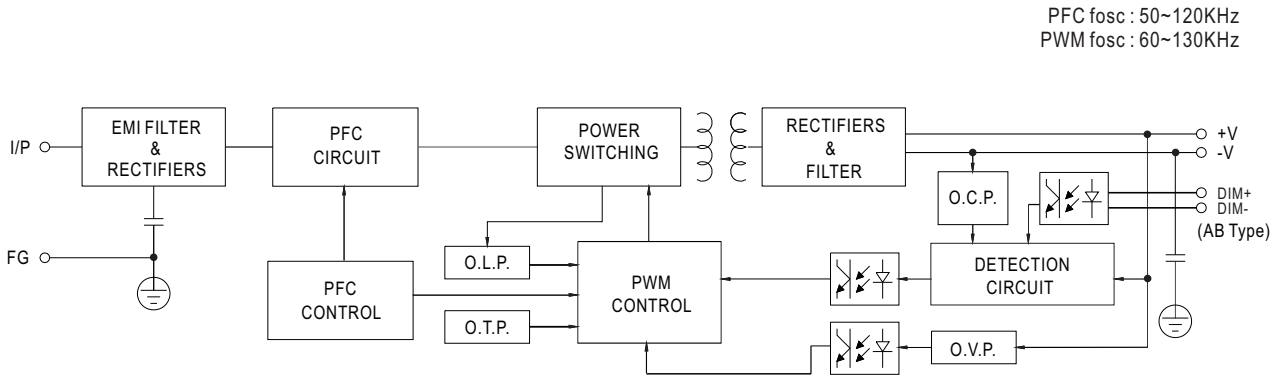 PFC fosc : 50~120KHz
PWM fosc : 60~130KHz
I/P
EMI FILTER
&
RECTIFIERS
PFC
CIRCUIT
POWER
SWITCHING
RECTIFIERS
&
FILTER
+V
-V
O.C.P.
DIM+
DIM-
(AB Type)
FG
O.L.P.
PFC
CONTROL
PWM
CONTROL
DETECTION
CIRCUIT
O.T.P.
O.V.P.